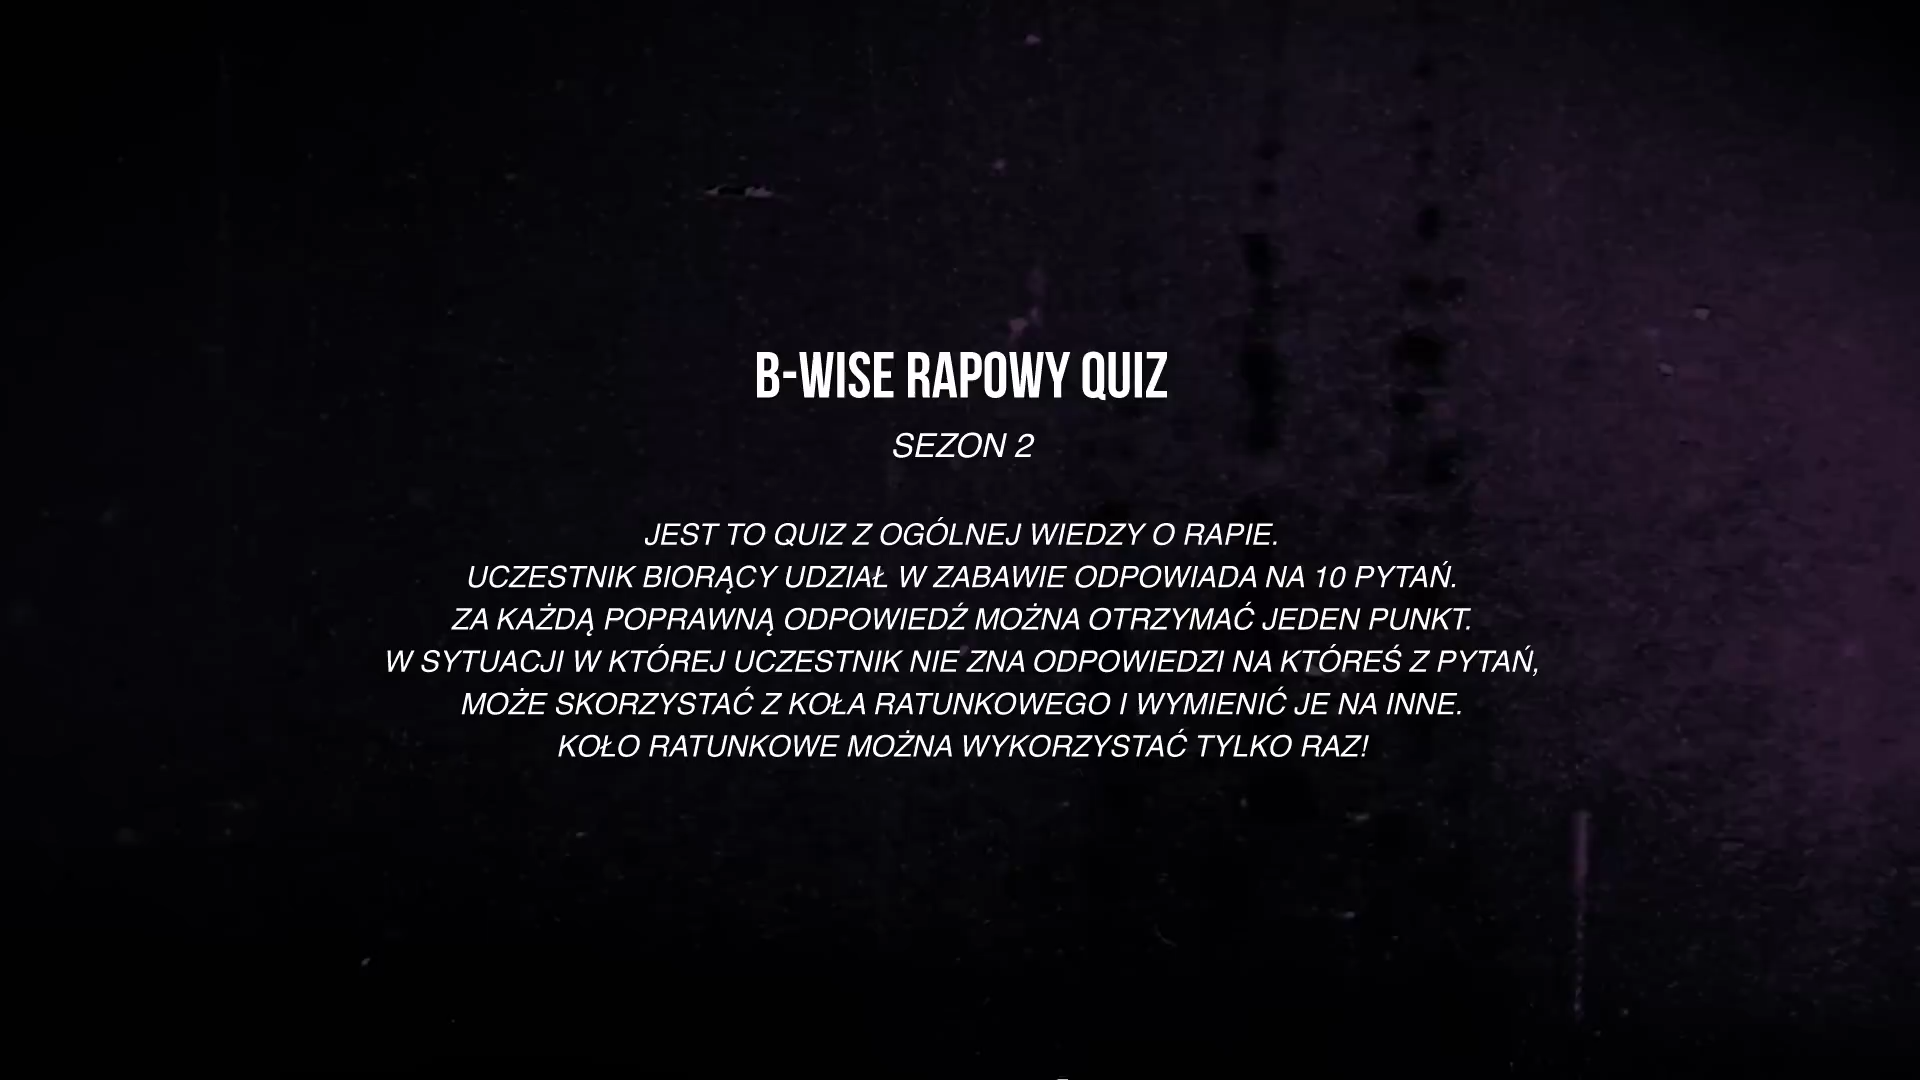 B-WISE RAPOWY QUIZ
SEZON 2
JEST TO QUIZ Z OGÓLNEJ WIEDZY O RAPIE.
UCZESTNIK BIORĄCY UDZIAŁ W ZABAWIE ODPOWIADA NA 10 PYTAŃ.
ZA KAŻDĄ POPRAWNĄ ODPOWIEDŹ MOŻNA OTRZYMAĆ JEDEN PUNKT.
W SYTUACJI W KTÓREJ UCZESTNIK NIE ZNA ODPOWIEDZI NA KTÓREŚ Z PYTAŃ,
MOŻE SKORZYSTAĆ Z KOŁA RATUNKOWEGO I WYMIENIĆ JE NA INNE.
KOŁO RATUNKOWE MOŻNA WYKORZYSTAĆ TYLKO RAZ!